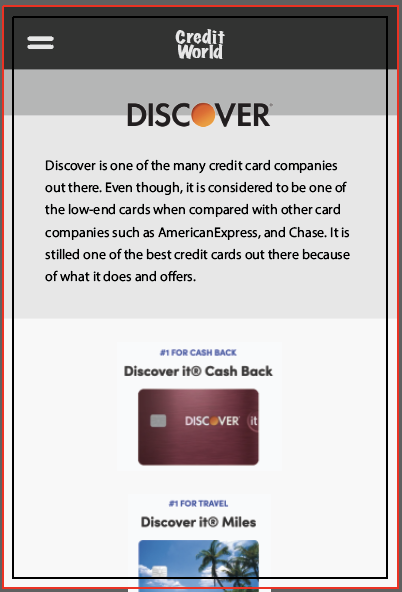 Credit
World
DISCOVER
Discover is one of the many credit card companies
out there. Even though, it is considered to be one of
the low-end cards when compared with other card
companies such as AmericanExpress, and Chase. It is
stilled one of the best credit cards out there because
of what it does and offers.
#1 FOR CASH BACK
Discover it® Cash Back
DISCOVER it
#1 FOR TRAVEL
Discover it® Miles